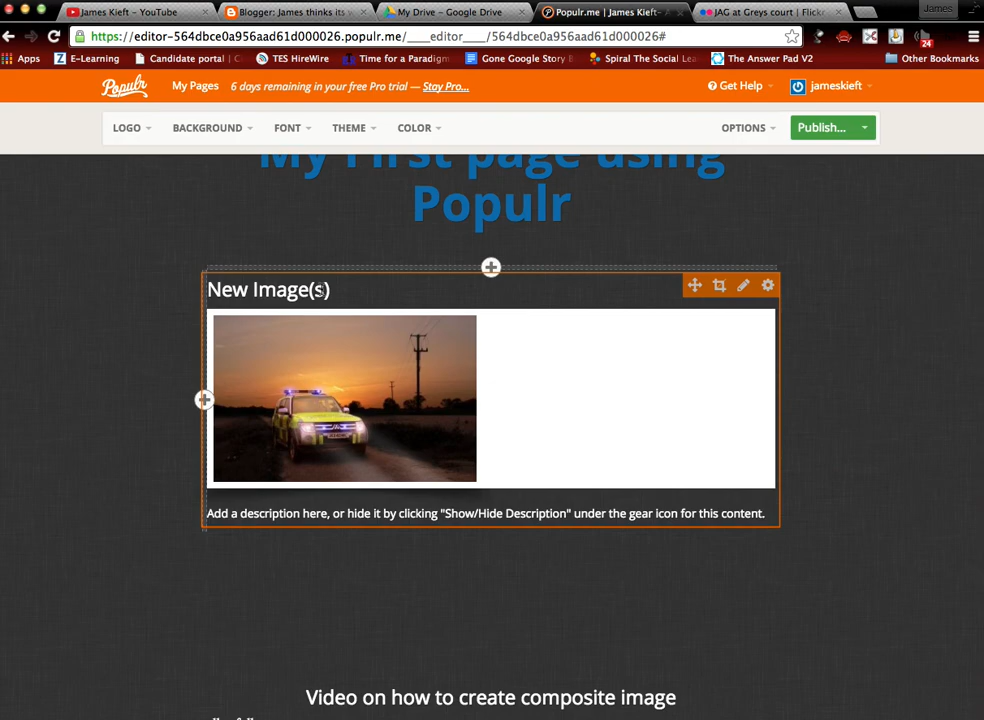 James Kieft - YouTube
Blogger: James thinks its
My Drive - Google Drive
Populr.me | James Kieft-
JAG at Greys court | Flickr
James
https://editor-564dbce0a956aad61d000026.populr.me/___editor___/564dbce0a956aad61d000026#
24
Apps
E-Learning
Candidate portal | C
TES HireWire
Time for a Paradigm
Gone Google Story B
Spiral The Social Lea
The Answer Pad V2
Other Bookmarks
Populr
My Pages
6 days remaining in your free Pro trial — Stay Pro...
Get Help
jameskieft
LOGO
BACKGROUND
FONT
THEME
COLOR
OPTIONS
Publish...
My First page using
Populr
New Image(s)
Add a description here, or hide it by clicking "Show/Hide Description" under the gear icon for this content.
Video on how to create composite image